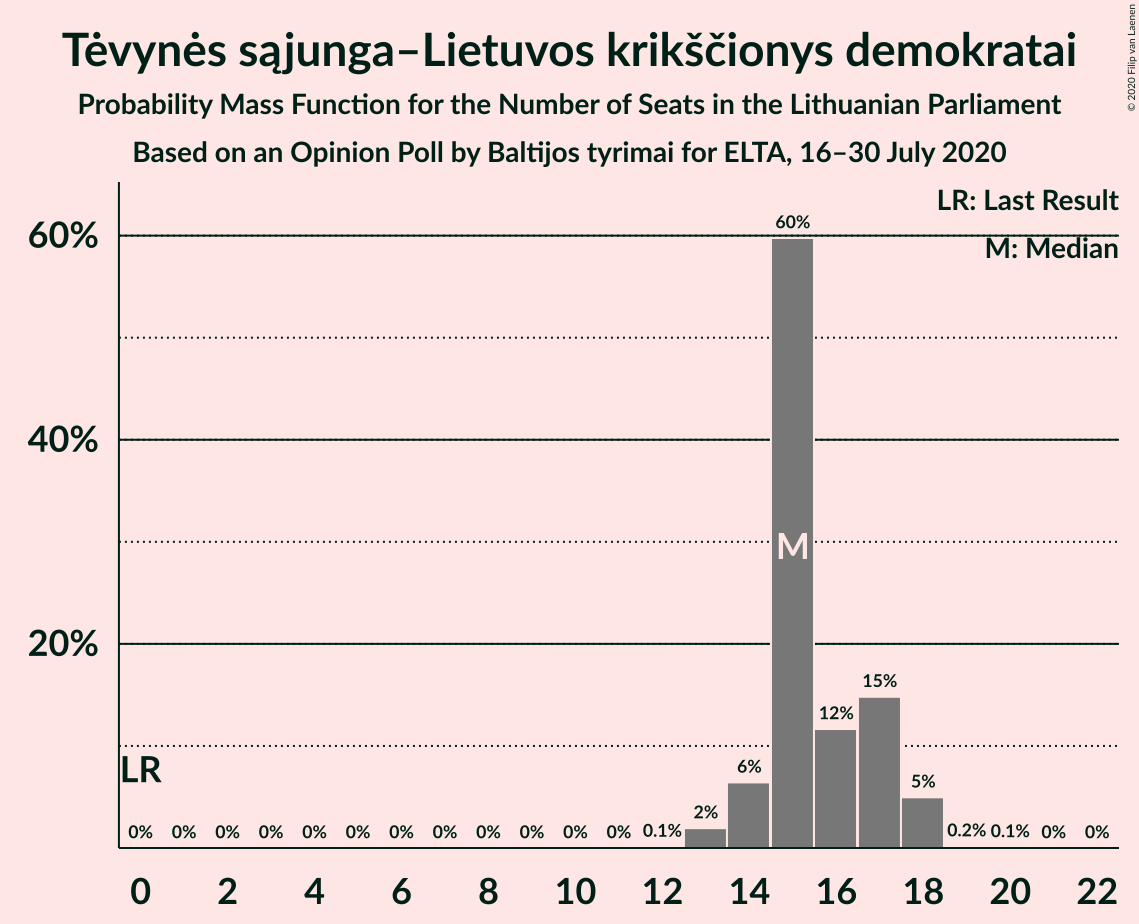 Tėvynės sąjunga–Lietuvos krikščionys demokratai
Probability Mass Function for the Number of Seats in the Lithuanian Parliament
Based on an Opinion Poll by Baltijos tyrimai for ELTA, 16–30 July 2020
© 2020 Filip van Laenen
LR: Last Result
M: Median
60%
40%
20%
60%
M
15%
12%
6%
5%
2%
LR
0% 0% 0% 0% 0% 0% 0% 0% 0% 0% 0% 0% 0.1% 0.2% 0.1% 0% 0%
0 2 4 6 8 10 12 14 16 18 20 22